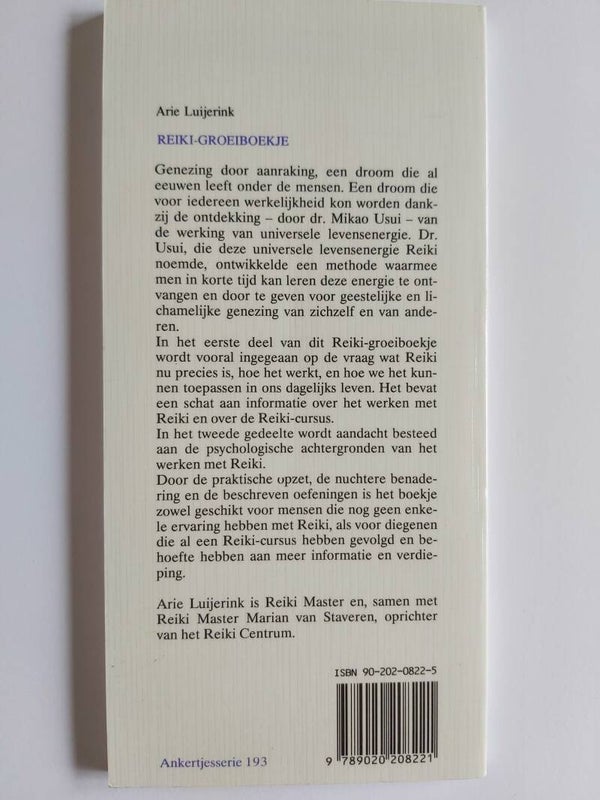 Arie Luijerink
REIKI-GROEIBOEKJE
Genezing door aanraking, een droom die al
eeuwen leeft onder de mensen. Een droom die
voor iedereen werkelijkheid kon worden dank-
zij de ontdekking – door dr. Mikao Usui – van
de werking van universele levensenergie. Dr.
Usui, die deze universele levensenergie Reiki
noemde, ontwikkelde een methode waarmee
men in korte tijd kan leren deze energie te ont-
vangen en door te geven voor geestelijke en li-
chamelijke genezing van zichzelf en van ande-
ren.
In het eerste deel van dit Reiki-groeiboekje
wordt vooral ingegaan op de vraag wat Reiki
nu precies is, hoe het werkt, en hoe we het kun-
nen toepassen in ons dagelijks leven. Het bevat
een schat aan informatie over het werken met
Reiki en over de Reiki-cursus.
In het tweede gedeelte wordt aandacht besteed
aan de psychologische achtergronden van het
werken met Reiki.
Door de praktische opzet, de nuchtere benade-
ring en de beschreven oefeningen is het boekje
zowel geschikt voor mensen die nog geen enke-
le ervaring hebben met Reiki, als voor diegenen
die al een Reiki-cursus hebben gevolgd en be-
hoefte hebben aan meer informatie en verdie-
ping.
Arie Luijerink is Reiki Master en, samen met
Reiki Master Marian van Staveren, oprichter
van het Reiki Centrum.
ISBN 90-202-0822-5
9 789020 208221
Ankertjesserie 193